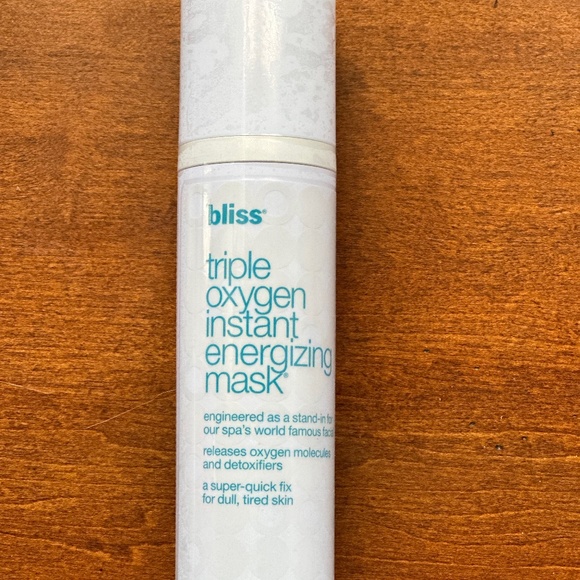 bliss®
triple
oxygen
instant
energizing
mask®
engineered as a stand-in for
our spa's world famous facial
releases oxygen molecules
and detoxifiers
a super-quick fix
for dull, tired skin